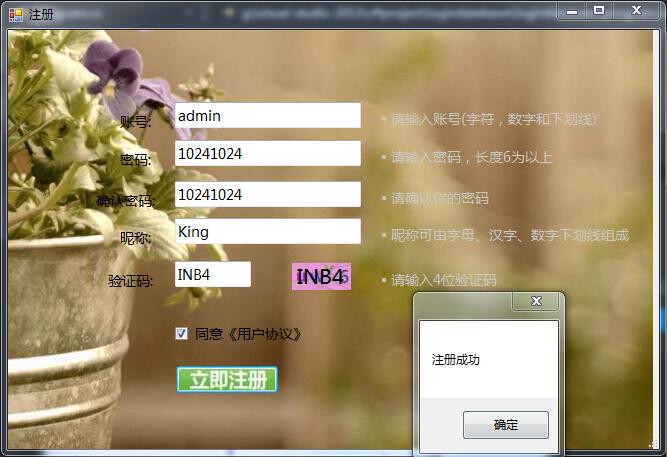 注册
账号:
admin
• 请输入账号(字符，数字和下划线)
密码:
10241024
• 请输入密码，长度6为以上
确认密码:
10241024
• 请确认你的密码
昵称:
King
• 昵称可由字母、汉字、数字下划线组成
验证码:
INB4
INB4
• 请输入4位验证码
同意《用户协议》
立即注册
注册成功
确定